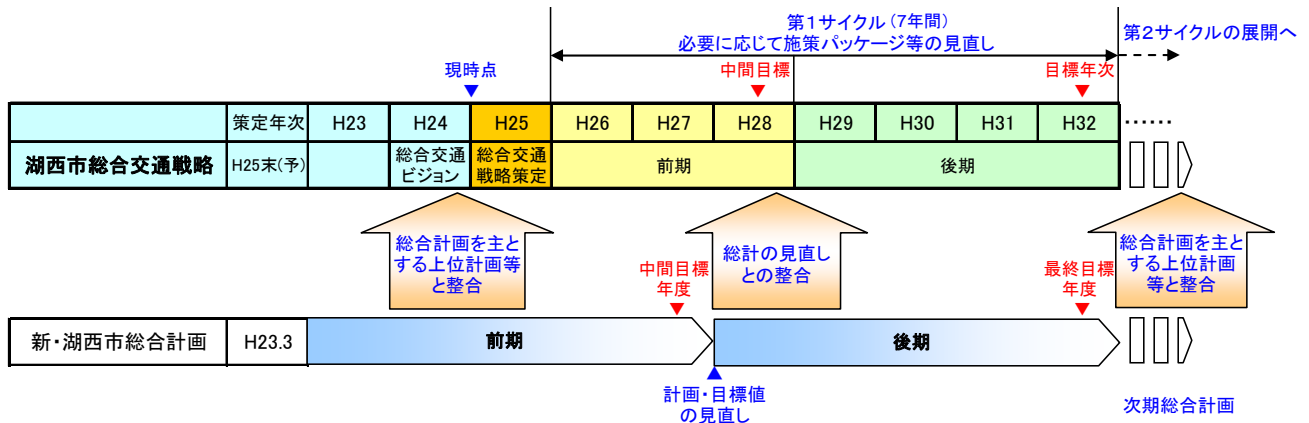 第1サイクル（7年間）
必要に応じて施策パッケージ等の見直し
第2サイクルの展開へ
現時点
中間目標
目標年次
策定年次
H23
H24
H25
H26
H27
H28
H29
H30
H31
H32
……
湖西市総合交通戦略
H25末(予)
総合交通
ビジョン
総合交通
戦略策定
前期
後期
総合計画を主と
する上位計画等
と整合
中間目標
年度
総計の見直し
との整合
最終目標
年度
総合計画を主と
する上位計画
等と整合
新・湖西市総合計画
H23.3
前期
後期
計画・目標値
の見直し
次期総合計画